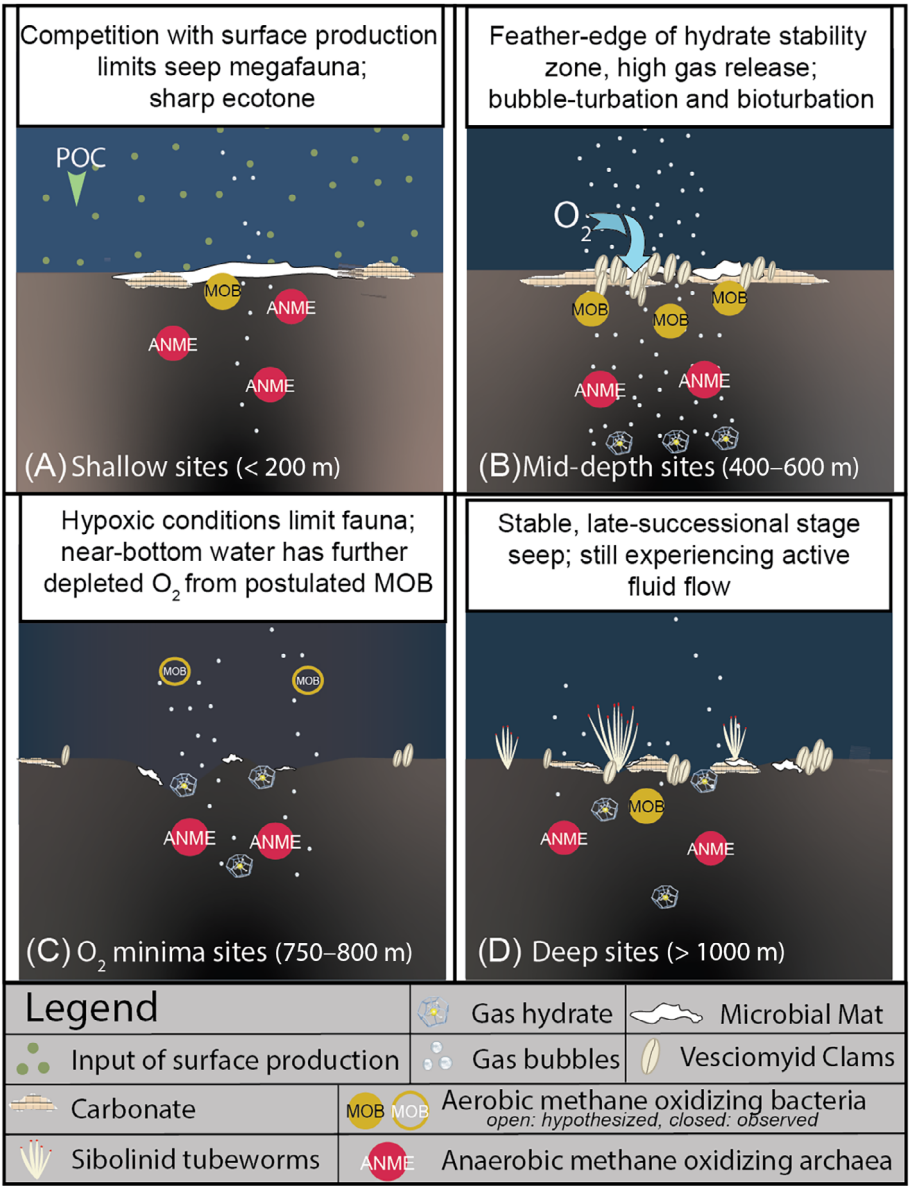 Competition with surface production
limits seep megafauna;
sharp ecotone
POC
MOB
ANME
ANME
ANME
(A) Shallow sites (< 200 m)
Feather-edge of hydrate stability
zone, high gas release;
bubble-turbation and bioturbation
O2
MOB
MOB
MOB
ANME
ANME
(B) Mid-depth sites (400–600 m)
Hypoxic conditions limit fauna;
near-bottom water has further
depleted O2 from postulated MOB
MOB
MOB
ANME
ANME
(C) O2 minima sites (750–800 m)
Stable, late-successional stage
seep; still experiencing active
fluid flow
MOB
ANME
ANME
(D) Deep sites (> 1000 m)
Legend
Gas hydrate
Microbial Mat
Input of surface production
Gas bubbles
Vesciomyid Clams
Carbonate
MOB MOB Aerobic methane oxidizing bacteria
open: hypothesized, closed: observed
Sibolinid tubeworms
ANME Anaerobic methane oxidizing archaea